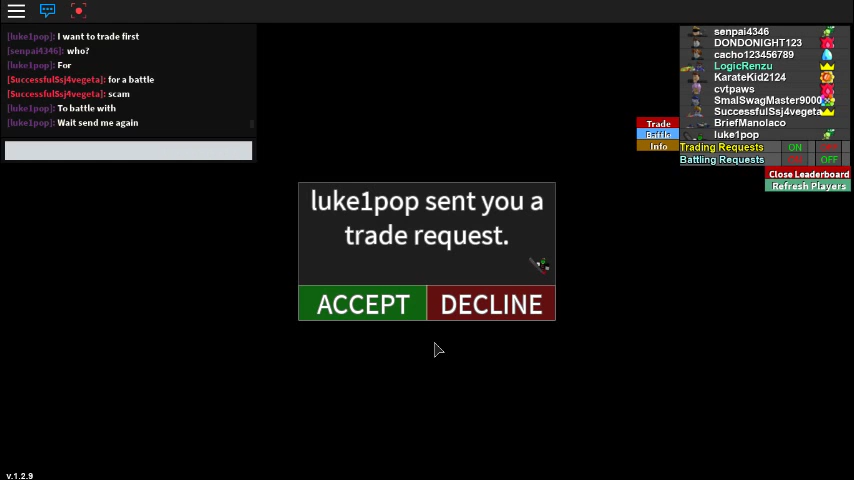 [luke1pop]: I want to trade first
[senpai4346]: who?
[luke1pop]: For
[SuccessfulSsj4vegeta]: for a battle
[SuccessfulSsj4vegeta]: scam
[luke1pop]: To battle with
[luke1pop]: Wait send me again
senpai4346
DONDONIGHT123
cacho123456789
LogicRenzu
KarateKid2124
cvtpaws
SmalSwagMaster9000
SuccessfulSsj4vegeta
BriefManolaco
luke1pop
Trade
Battle
Info
Trading Requests ON OFF
Battling Requests ON OFF
Close Leaderboard
Refresh Players
luke1pop sent you a
trade request.
ACCEPT DECLINE
v.1.2.9